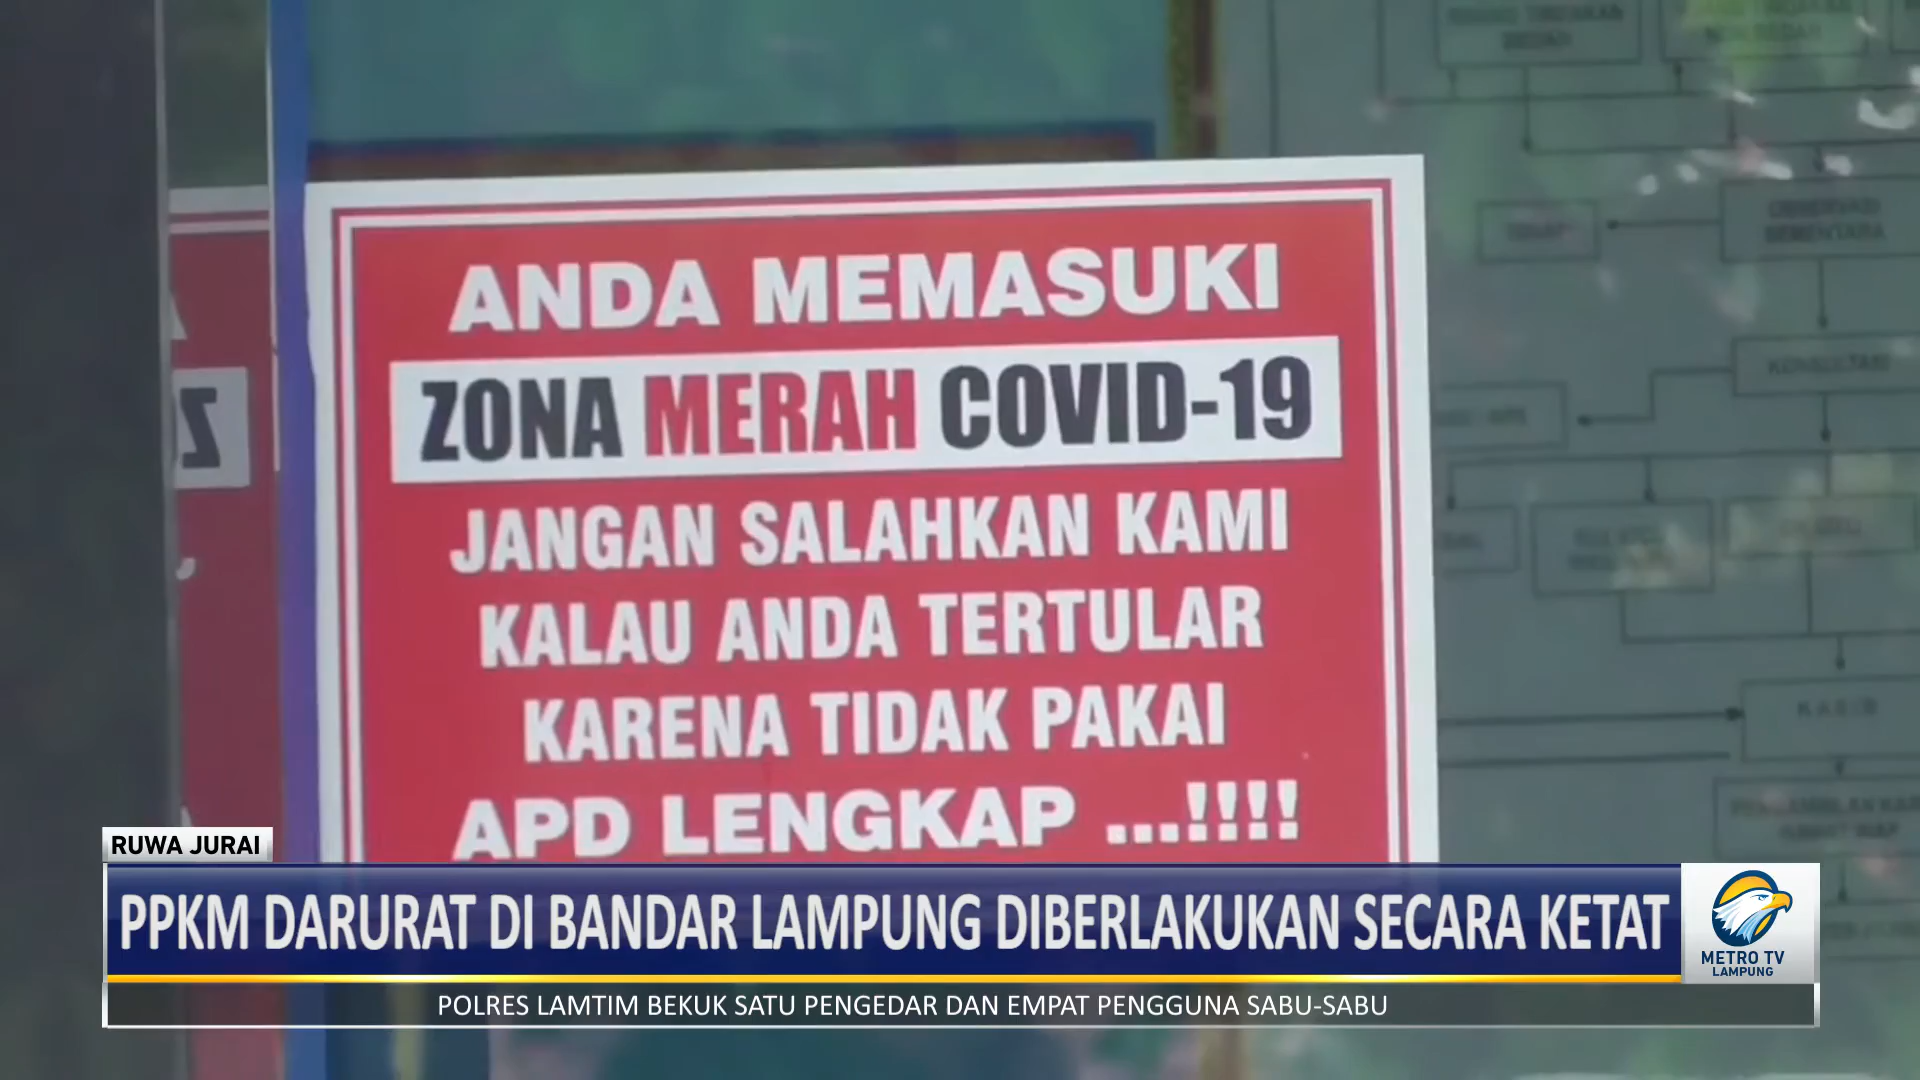 ANDA MEMASUKI
ZONA MERAH COVID-19
JANGAN SALAHKAN KAMI
KALAU ANDA TERTULAR
KARENA TIDAK PAKAI
APD LENGKAP ...!!!!
KONSULTASI
KASIR
RUWA JURAI
PPKM DARURAT DI BANDAR LAMPUNG DIBERLAKUKAN SECARA KETAT
METRO TV
LAMPUNG
POLRES LAMTIM BEKUK SATU PENGEDAR DAN EMPAT PENGGUNA SABU-SABU